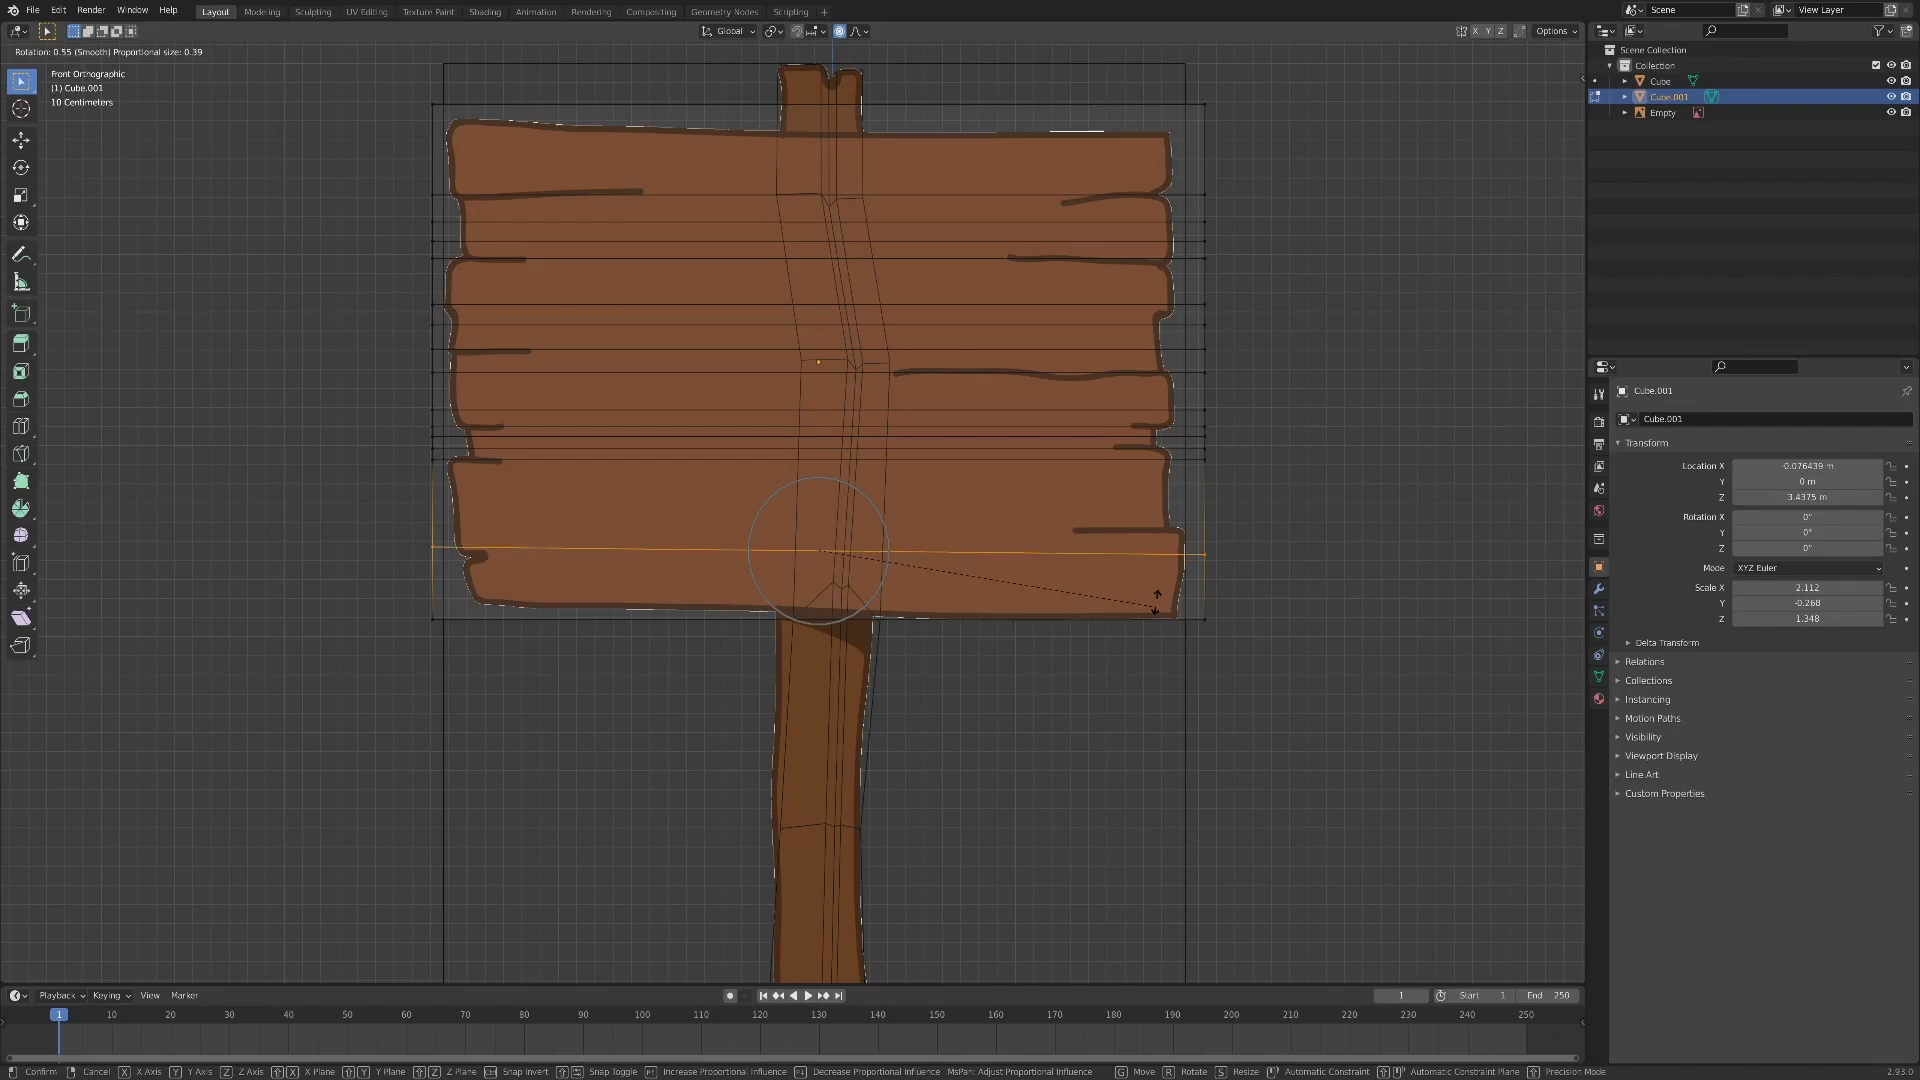 File Edit Render Window Help Layout Modeling Sculpting UV Editing Texture Paint Shading Animation Rendering Compositing Geometry Nodes Scripting + Scene View Layer
Global X Y Z Options
Rotation: 0.55 (Smooth) Proportional size: 0.39
Front Orthographic
(1) Cube.001
10 Centimeters
Scene Collection
Collection
Cube
Cube.001
Empty
Cube.001
Cube.001
Transform
Location X -0.076439 m
Y 0 m
Z 3.4375 m
Rotation X 0°
Y 0°
Z 0°
Mode XYZ Euler
Scale X 2.112
Y -0.268
Z 1.348
Delta Transform
Relations
Collections
Instancing
Motion Paths
Visibility
Viewport Display
Line Art
Custom Properties
Playback Keying View Marker 1 Start 1 End 250
1 10 20 30 40 50 60 70 80 90 100 110 120 130 140 150 160 170 180 190 200 210 220 230 240 250
Confirm Cancel X X Axis Y Y Axis Z Z Axis X X Plane Y Y Plane Z Z Plane Ctrl Snap Invert Snap Toggle Increase Proportional Influence Decrease Proportional Influence MsPan: Adjust Proportional Influence G Move R Rotate S Resize Automatic Constraint Automatic Constraint Plane Precision Mode 2.93.0